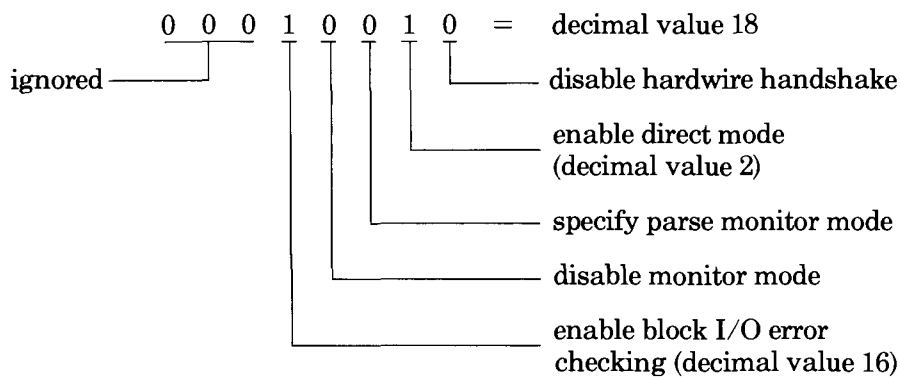 0 0 0 1 0 0 1 0 = decimal value 18
ignored
disable hardwire handshake
enable direct mode
(decimal value 2)
specify parse monitor mode
disable monitor mode
enable block I/O error
checking (decimal value 16)